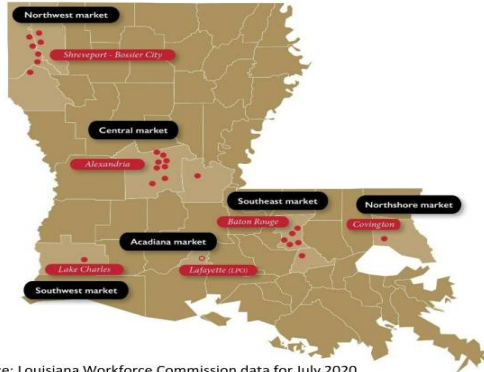 Northwest market
Shreveport - Bossier City
Central market
Alexandria
Southeast market
Northshore market
Baton Rouge
Covington
Acadiana market
Lake Charles
Lafayette (LPO)
Southwest market
Louisiana Workforce Commission data for July 2020